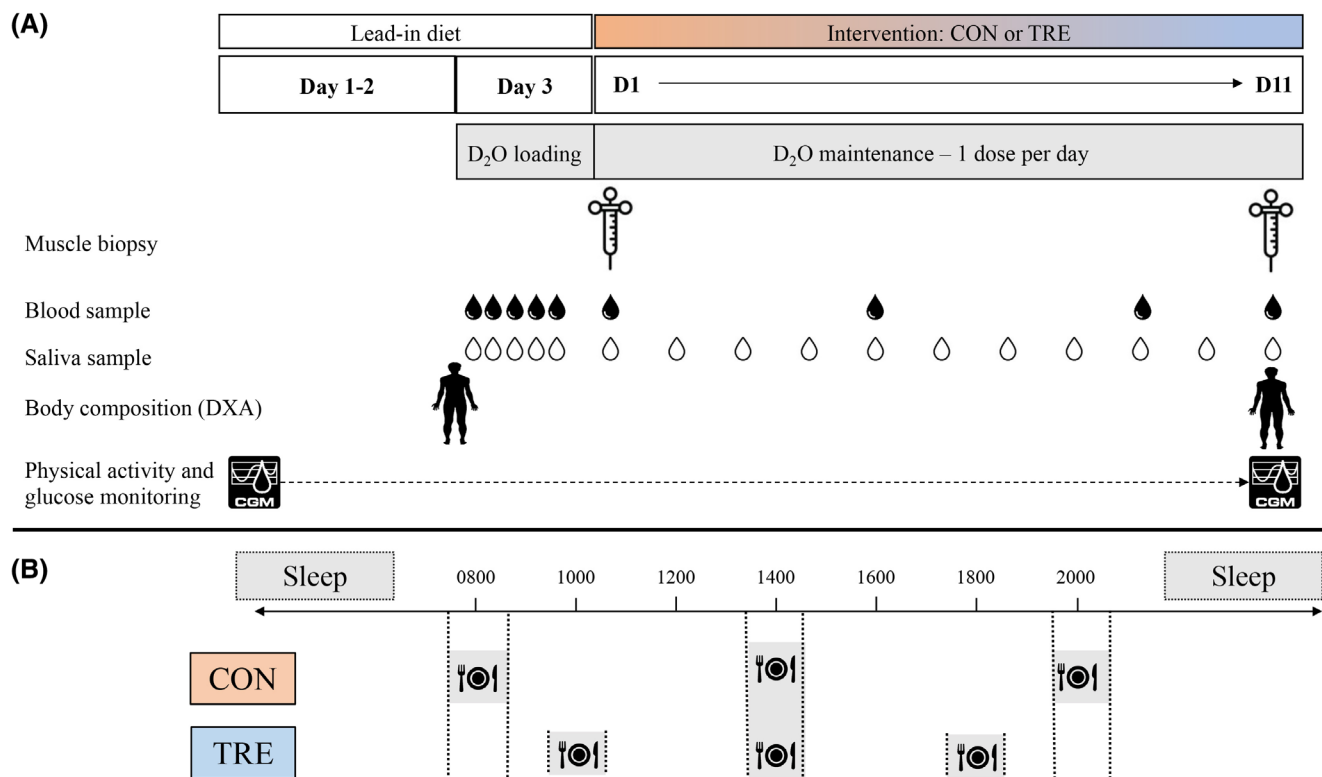 (A)
Lead-in diet
Intervention: CON or TRE
Day 1-2
Day 3
D1
D11
D₂O loading
D₂O maintenance – 1 dose per day
Muscle biopsy
Blood sample
Saliva sample
Body composition (DXA)
Physical activity and
glucose monitoring
CGM
CGM
(B)
Sleep
0800
1000
1200
1400
1600
1800
2000
Sleep
CON
TRE